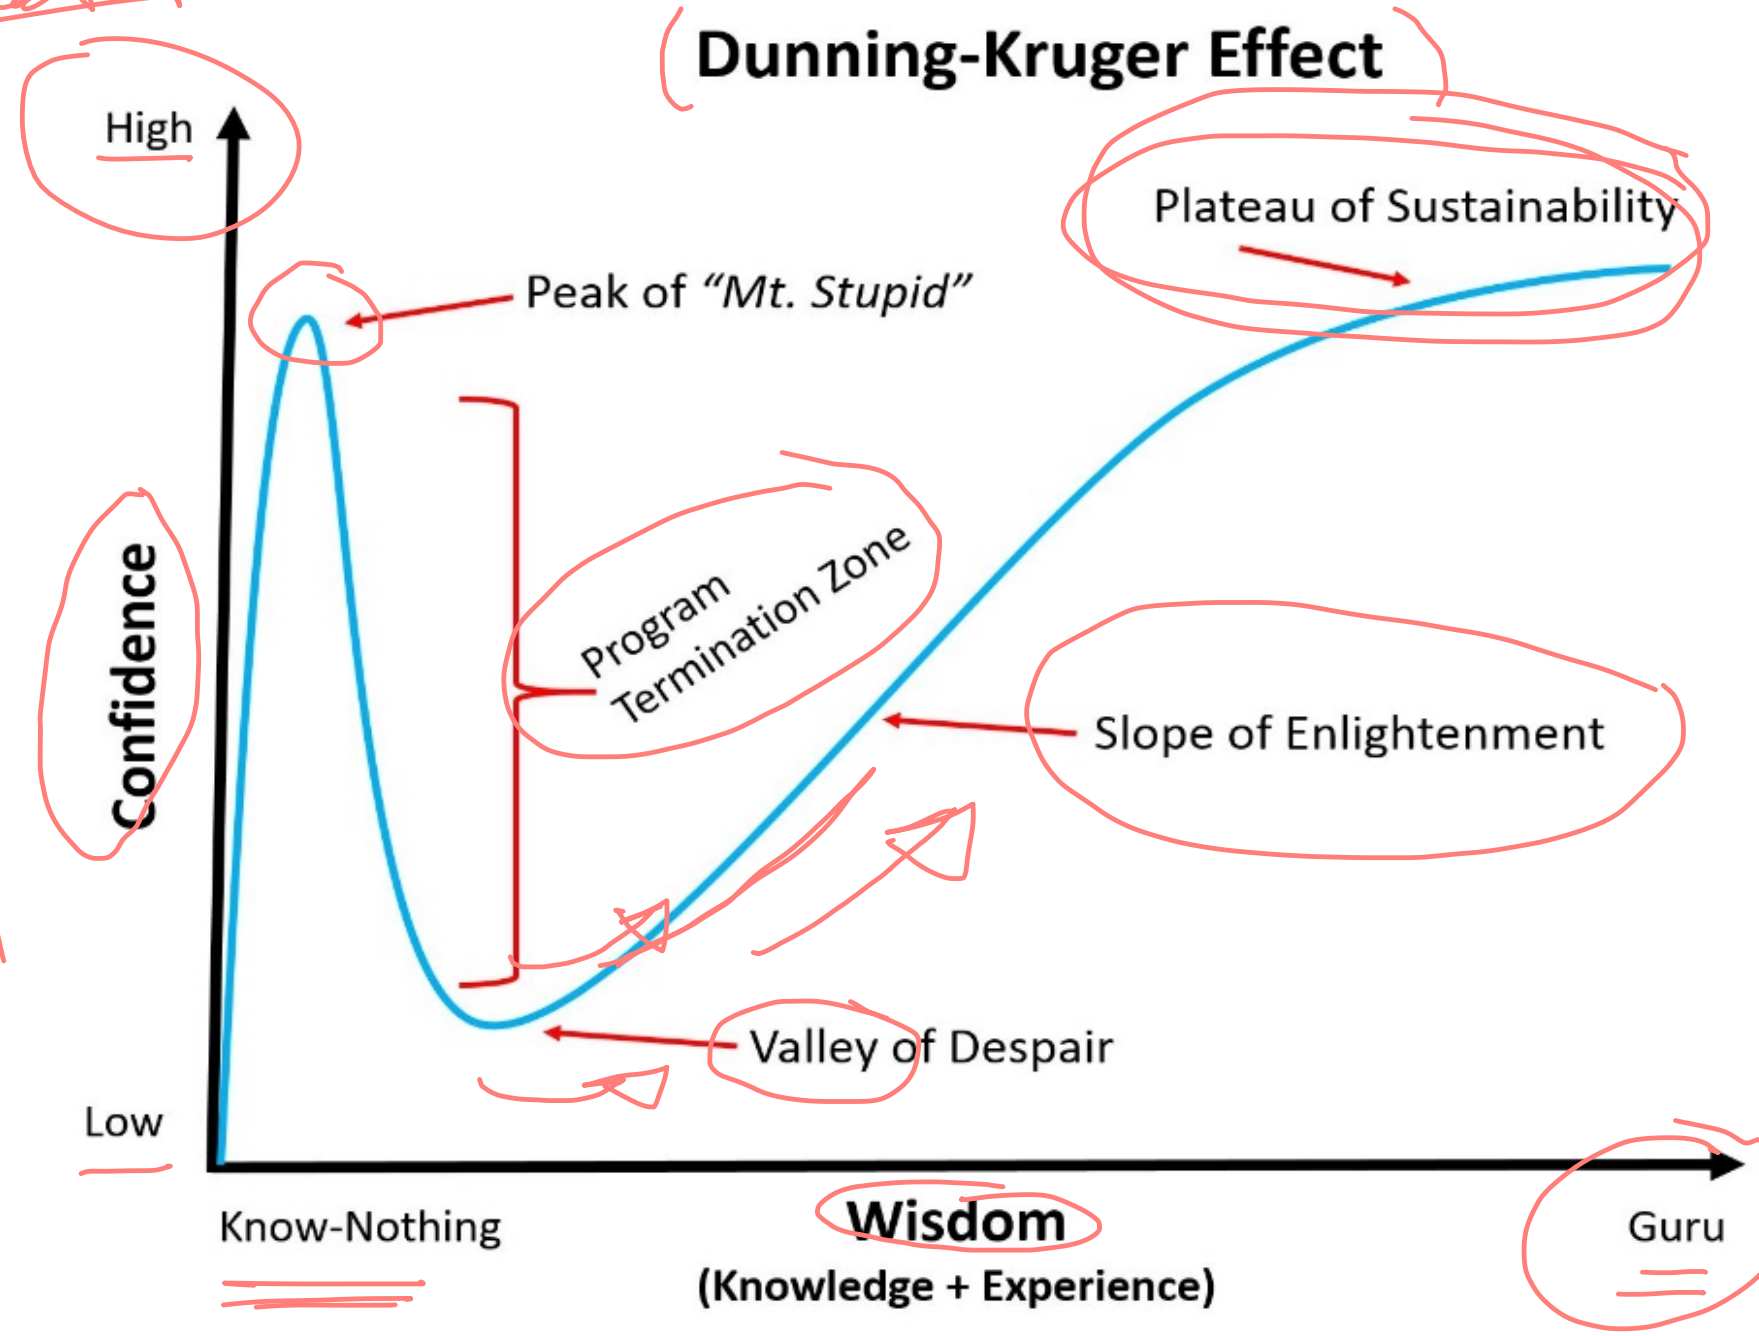 Dunning-Kruger Effect
High
Plateau of Sustainability
Peak of “Mt. Stupid”
Program
Termination Zone
Confidence
Slope of Enlightenment
Valley of Despair
Low
Know-Nothing
Wisdom
Guru
(Knowledge + Experience)